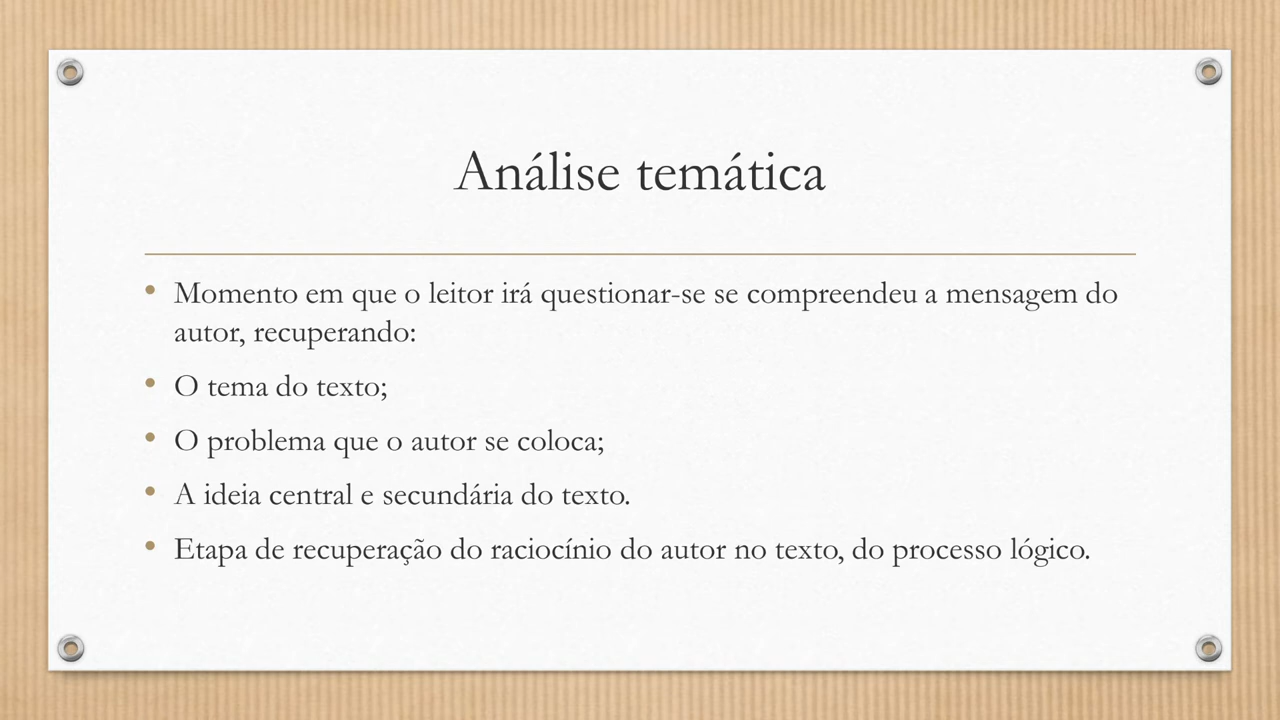 Análise temática
• Momento em que o leitor irá questionar-se se compreendeu a mensagem do
autor, recuperando:
• O tema do texto;
• O problema que o autor se coloca;
• A ideia central e secundária do texto.
• Etapa de recuperação do raciocínio do autor no texto, do processo lógico.